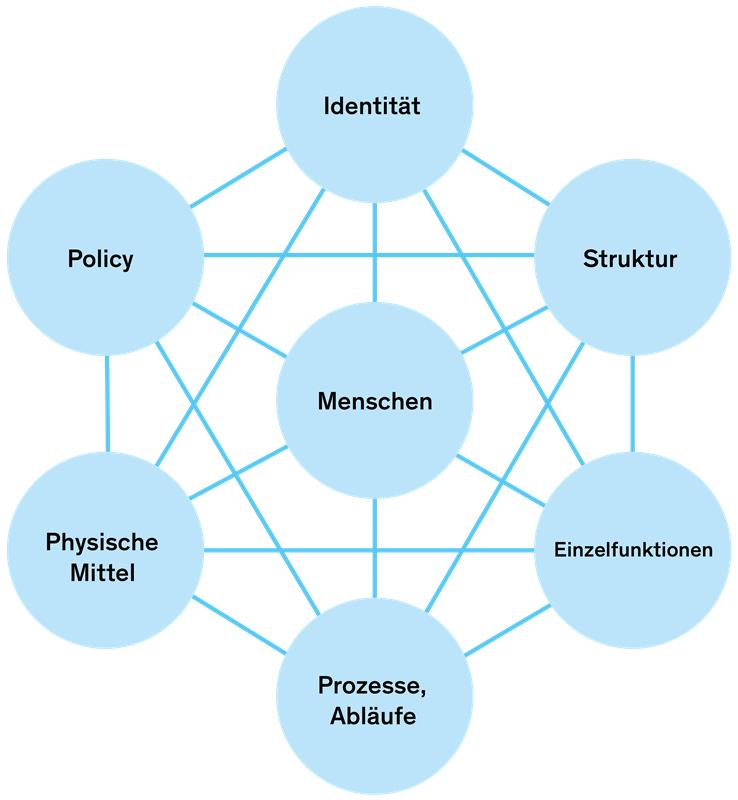 Identität
Policy
Struktur
Menschen
Physische
Mittel
Einzelfunktionen
Prozesse,
Abläufe